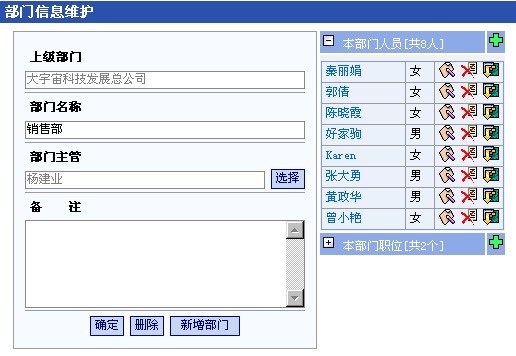 部门信息维护
上级部门
大宇宙科技发展总公司
部门名称
销售部
部门主管
杨建业 选择
备 注
确定 删除 新增部门
本部门人员[共8人]
秦丽娟 女
郭倩 女
陈晓霞 女
好家驹 男
Karen 女
张大勇 男
黄政华 男
曾小艳 女
本部门职位[共2个]